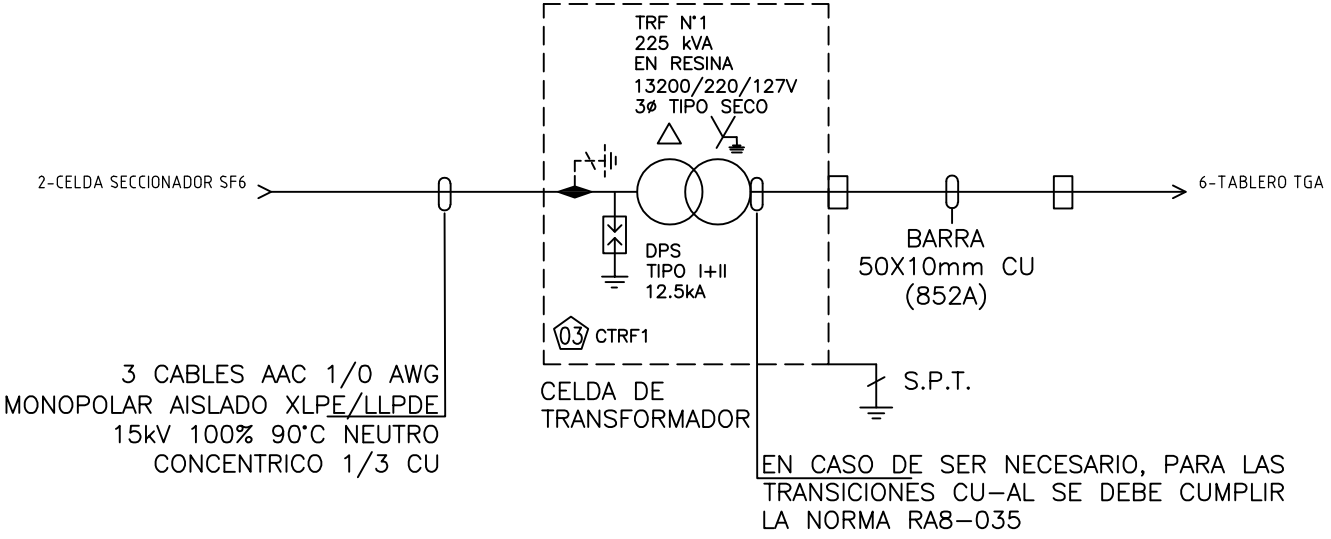 TRF N°1
225 kVA
EN RESINA
13200/220/127V
3ø TIPO SECO
2-CELDA SECCIONADOR SF6
6-TABLERO TGA
DPS
TIPO I+II
12.5kA
BARRA
50X10mm CU
(852A)
03 CTRF1
3 CABLES AAC 1/0 AWG
MONOPOLAR AISLADO XLPE/LLPDE
15kV 100% 90°C NEUTRO
CONCENTRICO 1/3 CU
CELDA DE
TRANSFORMADOR
S.P.T.
EN CASO DE SER NECESARIO, PARA LAS
TRANSICIONES CU-AL SE DEBE CUMPLIR
LA NORMA RA8-035